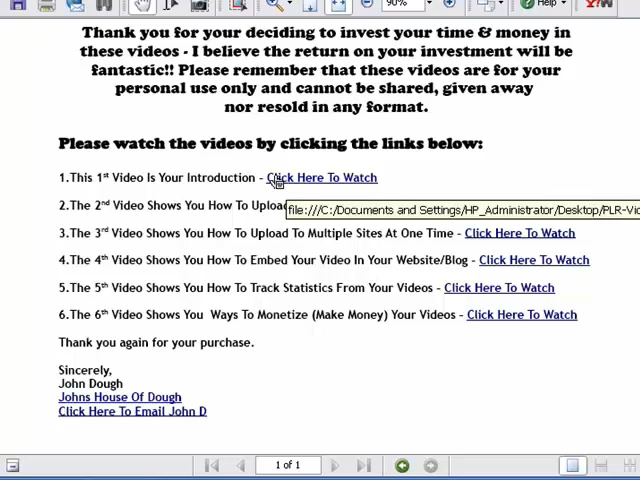 90%
Help
Thank you for your deciding to invest your time & money in
these videos - I believe the return on your investment will be
fantastic!! Please remember that these videos are for your
personal use only and cannot be shared, given away
nor resold in any format.
Please watch the videos by clicking the links below:
1.This 1st Video Is Your Introduction – Click Here To Watch
2.The 2nd Video Shows You How To Upload
file:///C:/Documents and Settings/HP_Administrator/Desktop/PLR-Vid
3.The 3rd Video Shows You How To Upload To Multiple Sites At One Time – Click Here To Watch
4.The 4th Video Shows You How To Embed Your Video In Your Website/Blog – Click Here To Watch
5.The 5th Video Shows You How To Track Statistics From Your Videos – Click Here To Watch
6.The 6th Video Shows You Ways To Monetize (Make Money) Your Videos – Click Here To Watch
Thank you again for your purchase.
Sincerely,
John Dough
Johns House Of Dough
Click Here To Email John D
1 of 1